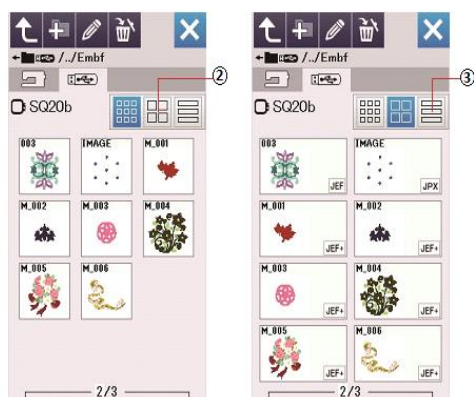 /../Embf
SQ20b
②
003
IMAGE
M_001
M_002
M_003
M_004
M_005
M_006
2/3
/../Embf
SQ20b
③
003
JEF
IMAGE
JPX
M_001
JEF+
M_002
JEF+
M_003
JEF+
M_004
JEF+
M_005
JEF+
M_006
JEF+
2/3